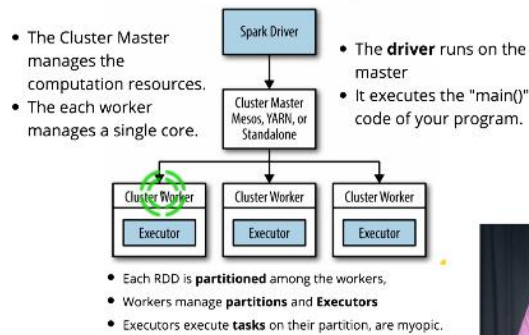 • The Cluster Master
manages the
computation resources.
• The each worker
manages a single core.
Spark Driver
Cluster Master
Mesos, YARN, or
Standalone
• The driver runs on the
master
• It executes the "main()"
code of your program.
Cluster Worker
Executor
Cluster Worker
Executor
Cluster Worker
Executor
• Each RDD is partitioned among the workers,
• Workers manage partitions and Executors
• Executors execute tasks on their partition, are myopic.